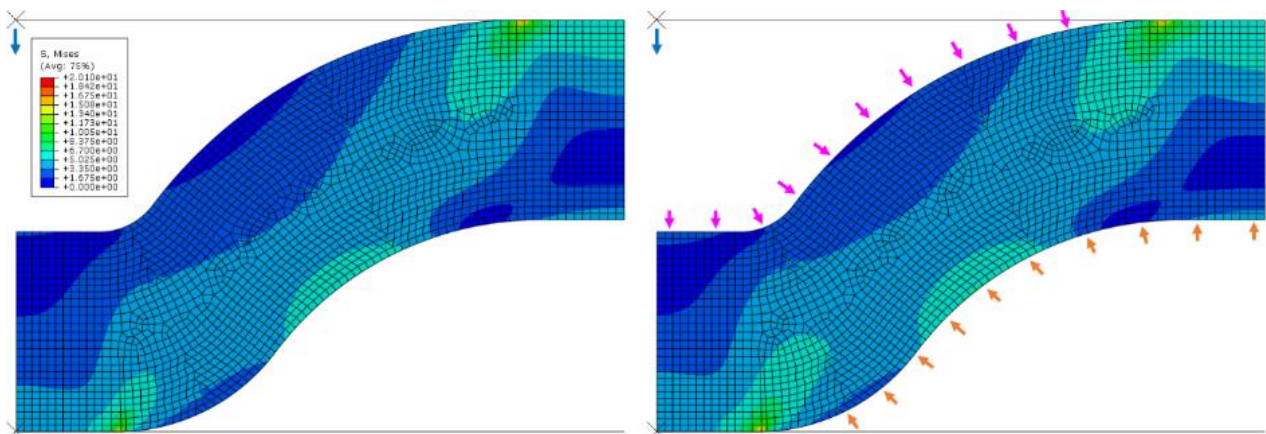 S, Mises
(Avg: 75%)
+2.010e+01
+1.842e+01
+1.675e+01
+1.508e+01
+1.340e+01
+1.173e+01
+1.005e+01
+8.375e+00
+6.700e+00
+5.025e+00
+3.350e+00
+1.675e+00
+0.000e+00